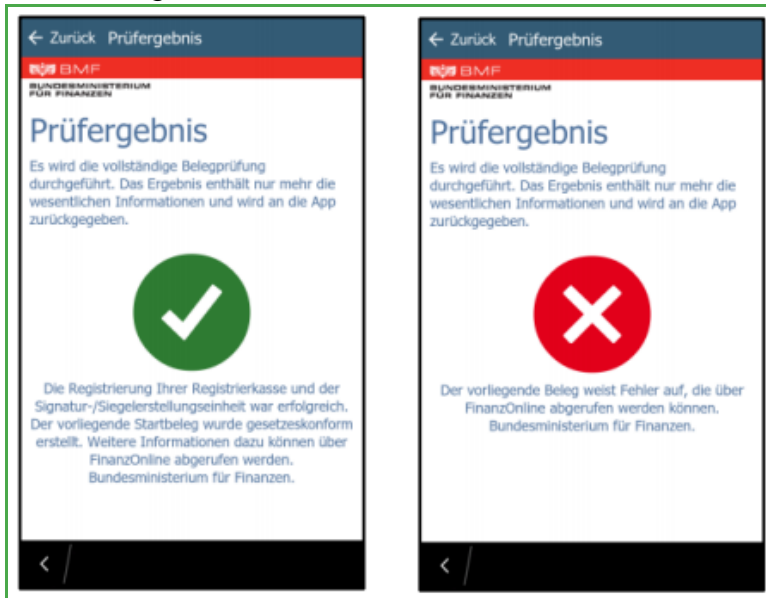 ← Zurück Prüfergebnis
BMF
BUNDESMINISTERIUM
FÜR FINANZEN
Prüfergebnis
Es wird die vollständige Belegprüfung
durchgeführt. Das Ergebnis enthält nur mehr die
wesentlichen Informationen und wird an die App
zurückgegeben.
Die Registrierung Ihrer Registrierkasse und der
Signatur-/Siegelerstellungseinheit war erfolgreich.
Der vorliegende Startbeleg wurde gesetzeskonform
erstellt. Weitere Informationen dazu können über
FinanzOnline abgerufen werden.
Bundesministerium für Finanzen.
← Zurück Prüfergebnis
BMF
BUNDESMINISTERIUM
FÜR FINANZEN
Prüfergebnis
Es wird die vollständige Belegprüfung
durchgeführt. Das Ergebnis enthält nur mehr die
wesentlichen Informationen und wird an die App
zurückgegeben.
Der vorliegende Beleg weist Fehler auf, die über
FinanzOnline abgerufen werden können.
Bundesministerium für Finanzen.